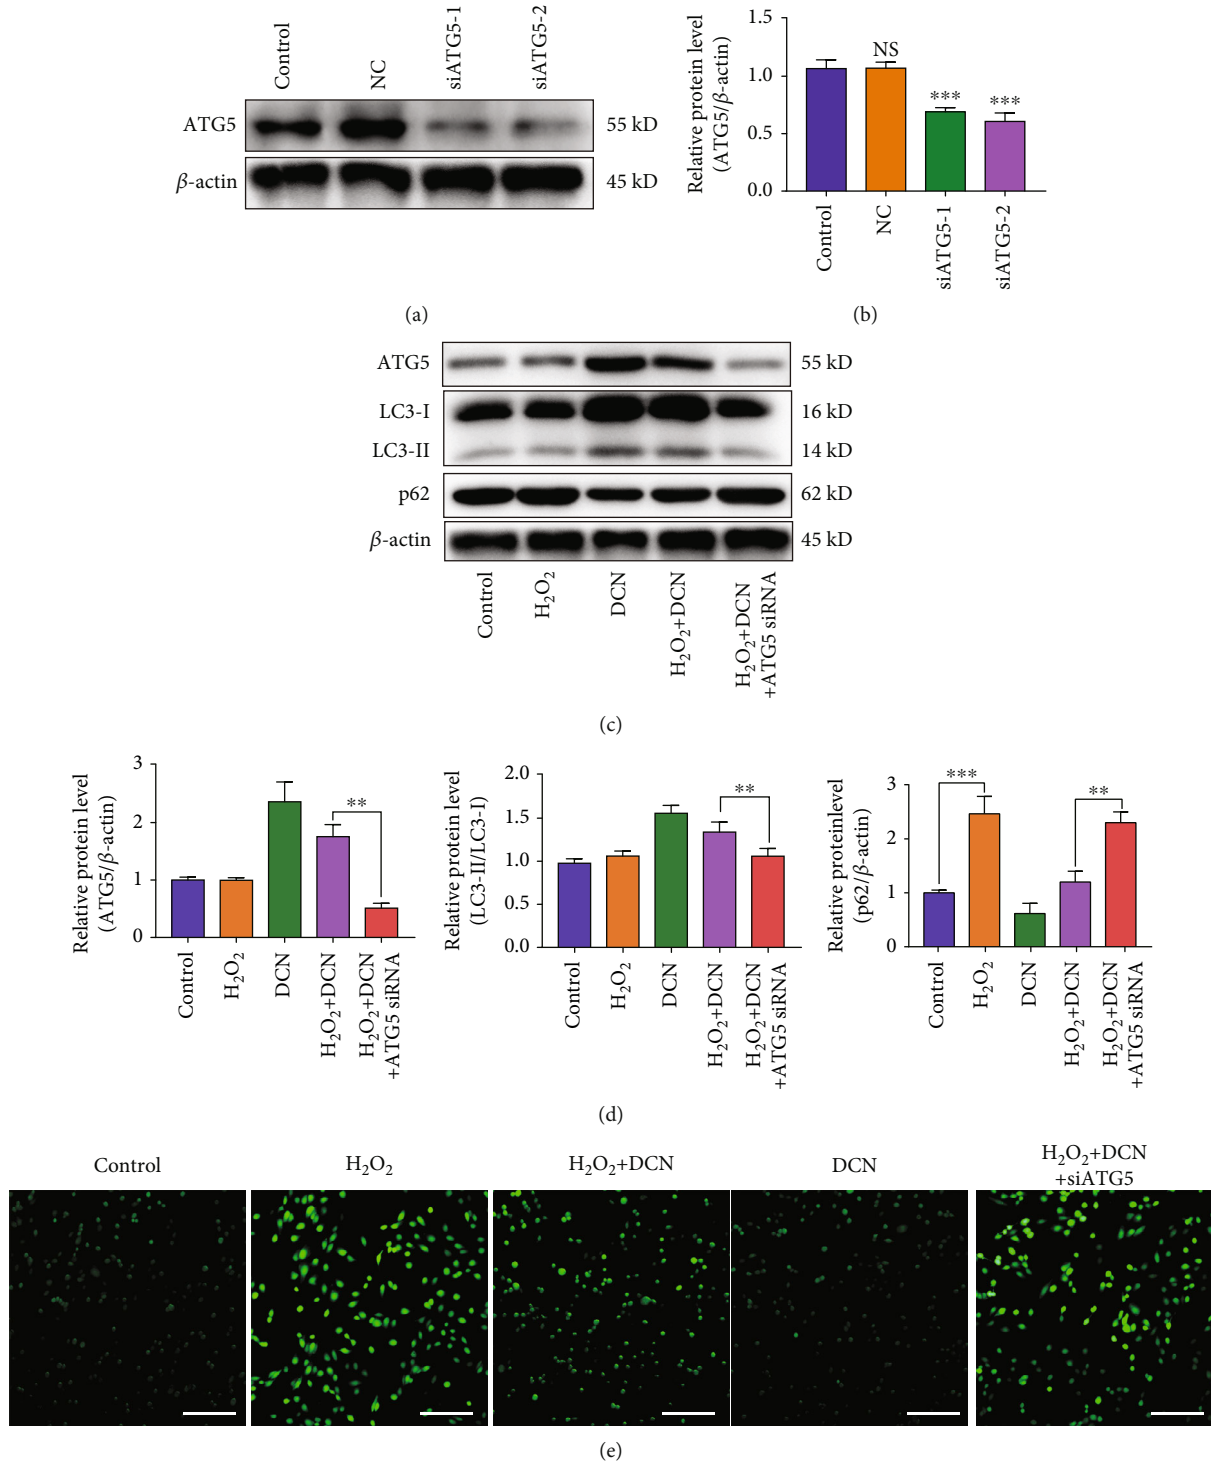 Control
NC
siATG5-1
siATG5-2
ATG5
55 kD
β-actin
45 kD
(a)
Relative protein level
(ATG5/β-actin)
1.5
1.0
0.5
0.0
NS
***
***
Control
NC
siATG5-1
siATG5-2
(b)
ATG5
55 kD
LC3-I
16 kD
LC3-II
14 kD
p62
62 kD
β-actin
45 kD
Control
H₂O₂
DCN
H₂O₂+DCN
H₂O₂+DCN
+ATG5 siRNA
(c)
Relative protein level
(ATG5/β-actin)
3
2
1
0
**
Control
H₂O₂
DCN
H₂O₂+DCN
H₂O₂+DCN
+ATG5 siRNA
Relative protein level
(LC3-II/LC3-I)
2.0
1.5
1.0
0.5
0.0
**
Control
H₂O₂
DCN
H₂O₂+DCN
H₂O₂+DCN
+ATG5 siRNA
Relative proteinlevel
(p62/β-actin)
3
2
1
0
***
**
Control
H₂O₂
DCN
H₂O₂+DCN
H₂O₂+DCN
+ATG5 siRNA
(d)
Control
H₂O₂
H₂O₂+DCN
DCN
H₂O₂+DCN
+siATG5
(e)